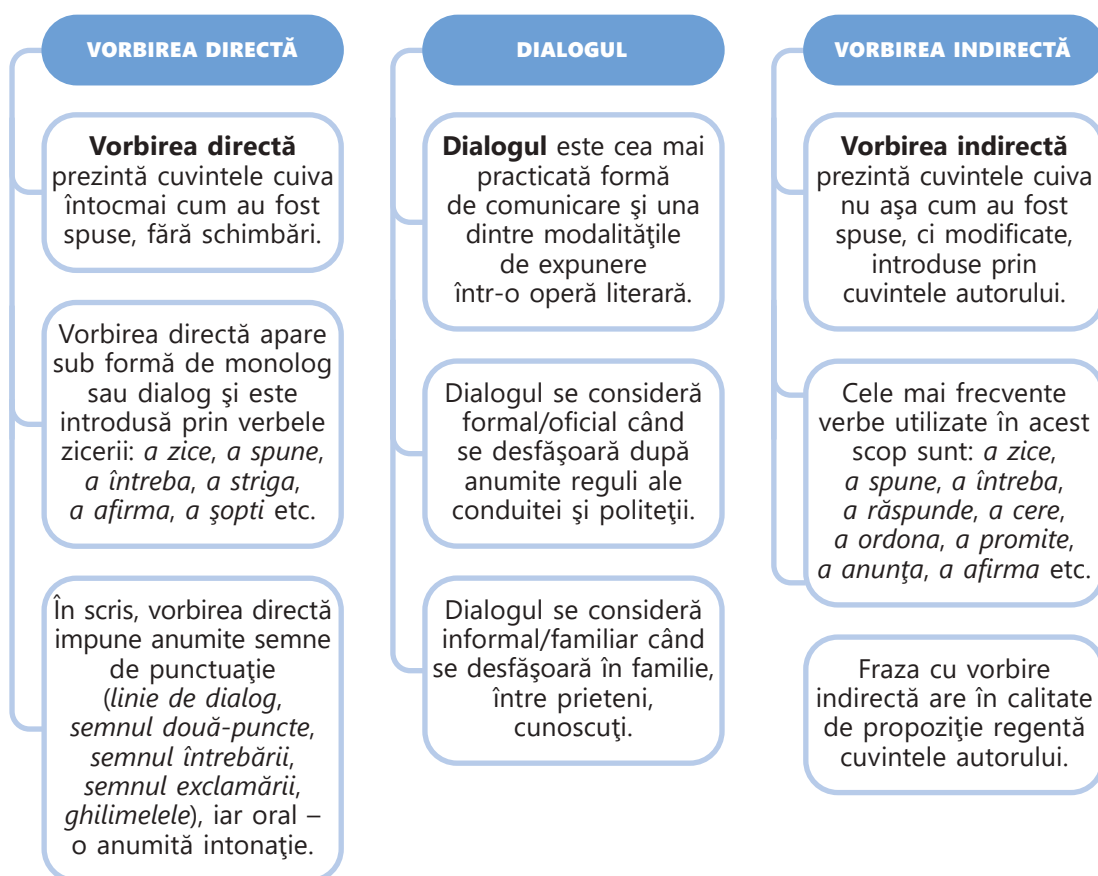 VORBIREA DIRECTĂ
Vorbirea directă
prezintă cuvintele cuiva
întocmai cum au fost
spuse, fără schimbări.
Vorbirea directă apare
sub formă de monolog
sau dialog şi este
introdusă prin verbele
zicerii: a zice, a spune,
a întreba, a striga,
a afirma, a şopti etc.
În scris, vorbirea directă
impune anumite semne
de punctuaţie
(linie de dialog,
semnul două-puncte,
semnul întrebării,
semnul exclamării,
ghilimelele), iar oral –
o anumită intonaţie.
DIALOGUL
Dialogul este cea mai
practicată formă
de comunicare şi una
dintre modalităţile
de expunere
într-o operă literară.
Dialogul se consideră
formal/oficial când
se desfăşoară după
anumite reguli ale
conduitei şi politeţii.
Dialogul se consideră
informal/familiar când
se desfăşoară în familie,
între prieteni,
cunoscuţi.
VORBIREA INDIRECTĂ
Vorbirea indirectă
prezintă cuvintele cuiva
nu aşa cum au fost
spuse, ci modificate,
introduse prin
cuvintele autorului.
Cele mai frecvente
verbe utilizate în acest
scop sunt: a zice,
a spune, a întreba,
a răspunde, a cere,
a ordona, a promite,
a anunţa, a afirma etc.
Fraza cu vorbire
indirectă are în calitate
de propoziţie regentă
cuvintele autorului.